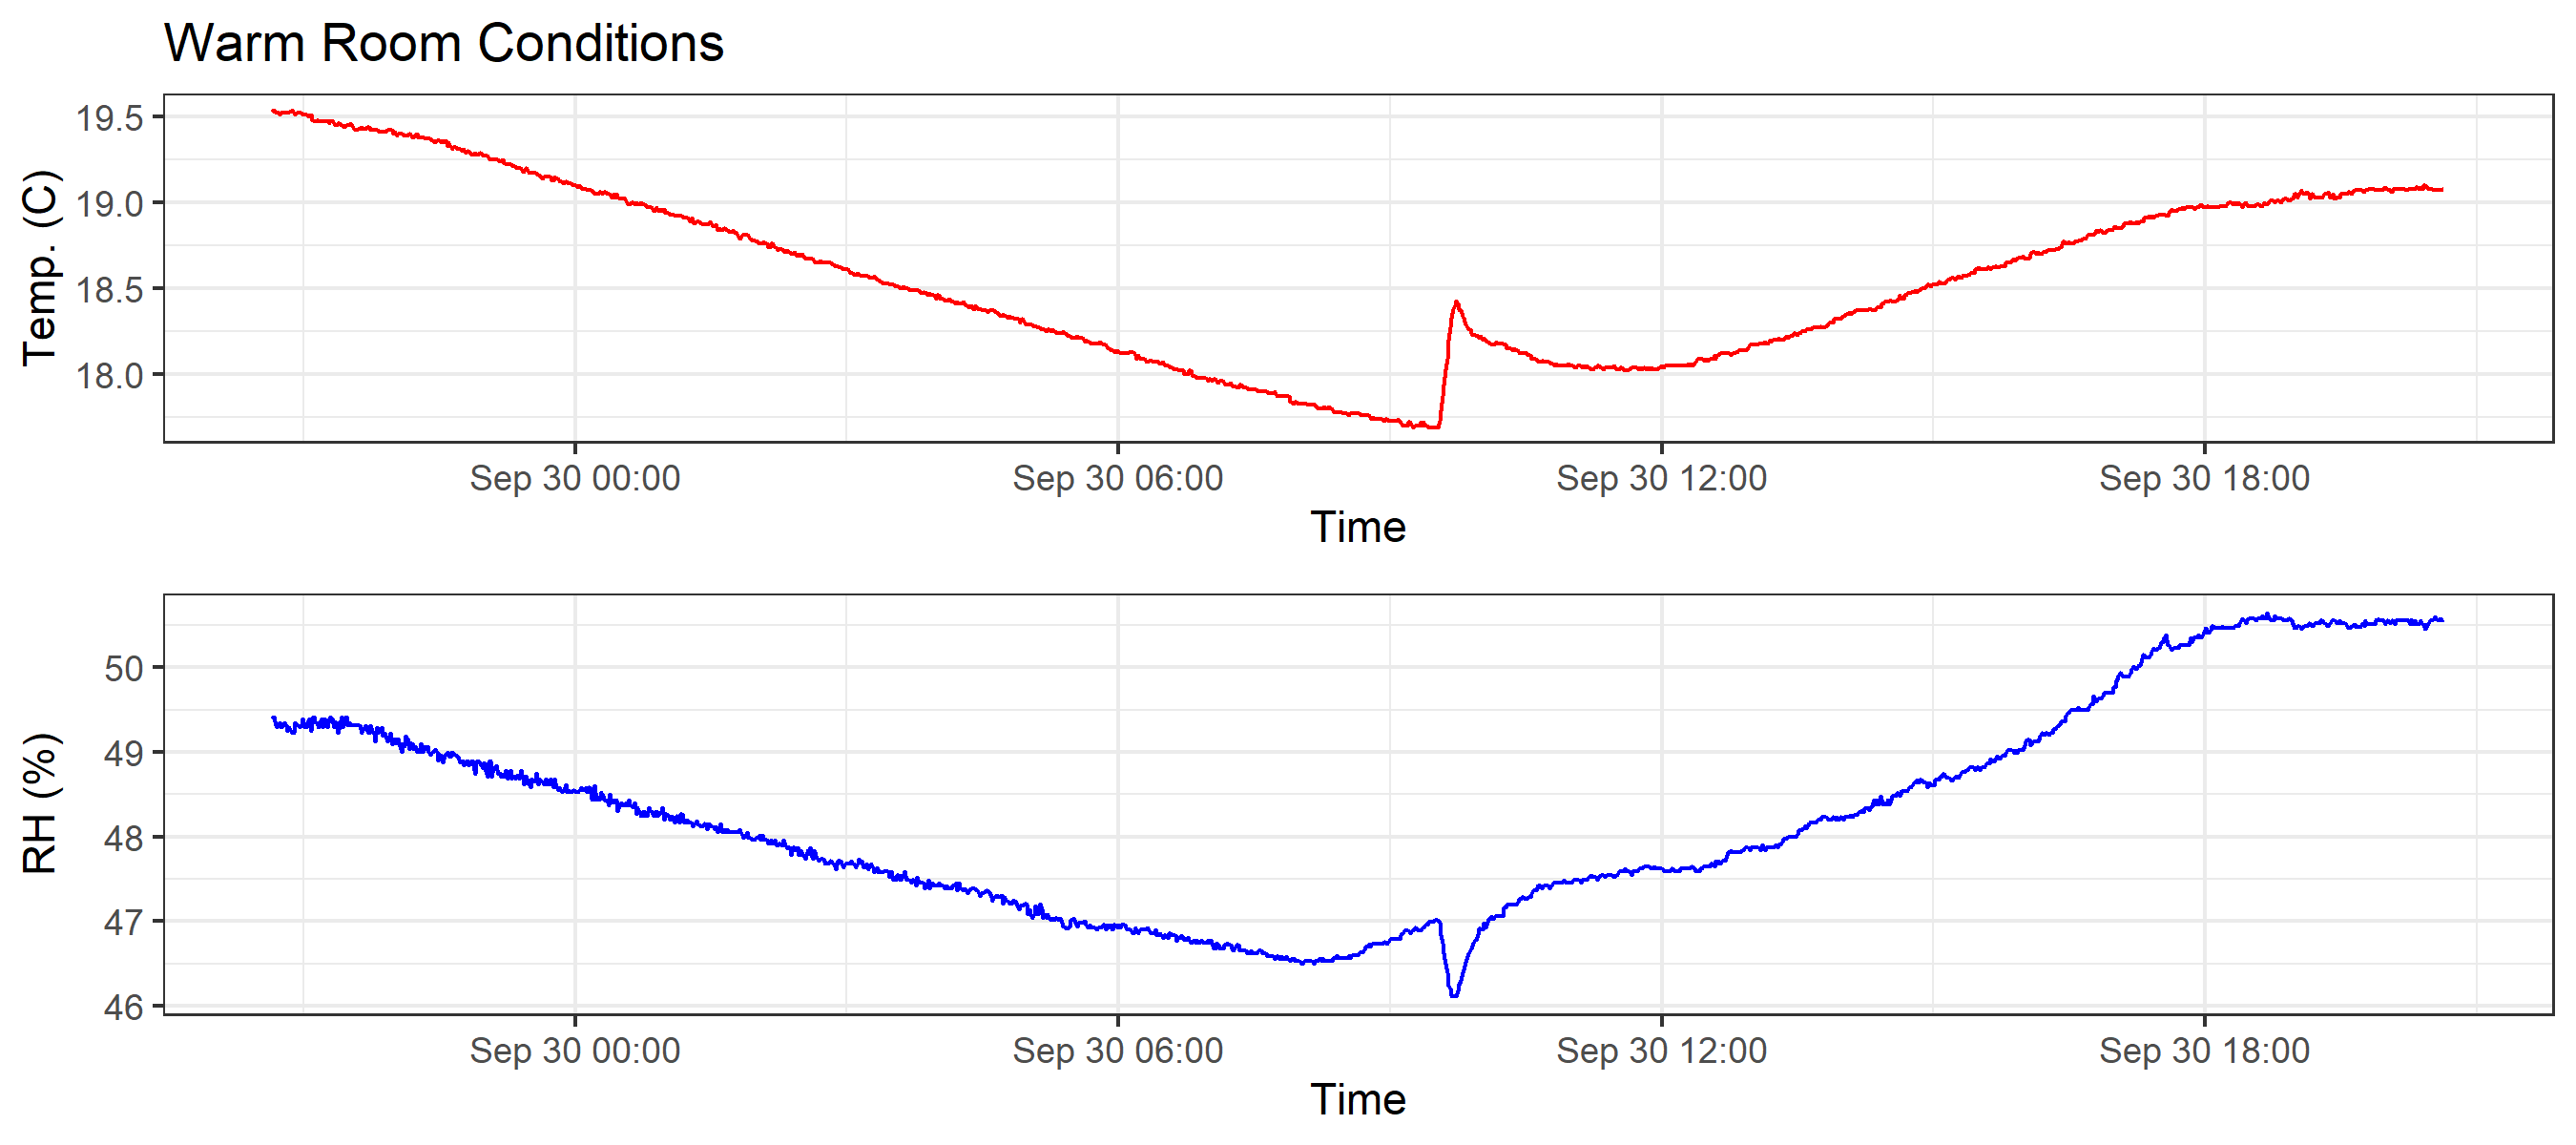 Warm Room Conditions
19.5
19.0
18.5
18.0
Temp. (C)
Sep 30 00:00 Sep 30 06:00 Sep 30 12:00 Sep 30 18:00
Time
50
49
48
47
46
RH (%)
Sep 30 00:00 Sep 30 06:00 Sep 30 12:00 Sep 30 18:00
Time